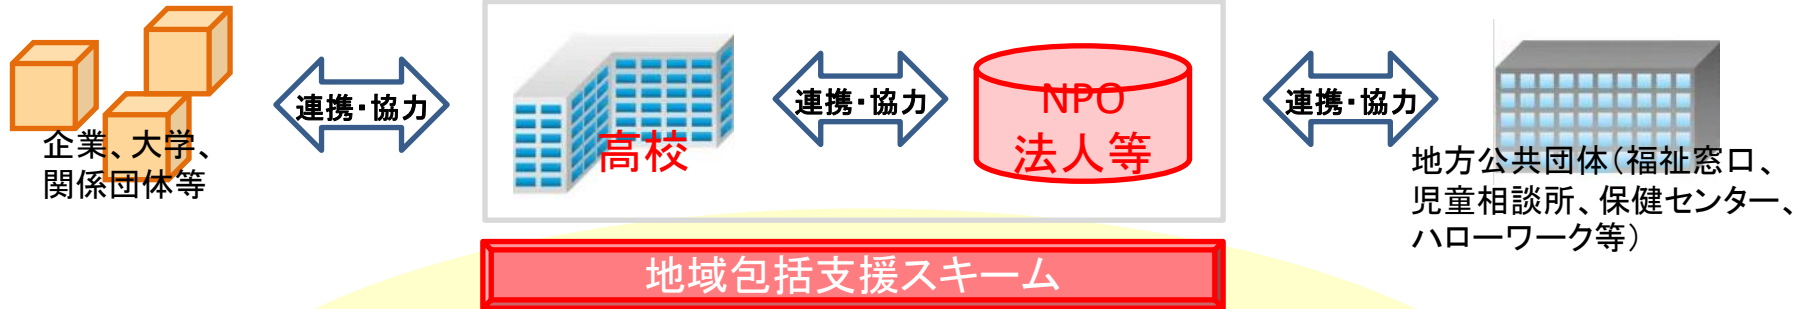 企業、大学、
関係団体等
連携・協力
高校
連携・協力
NPO
法人等
連携・協力
地方公共団体(福祉窓口、
児童相談所、保健センター、
ハローワーク等)
地域包括支援スキーム